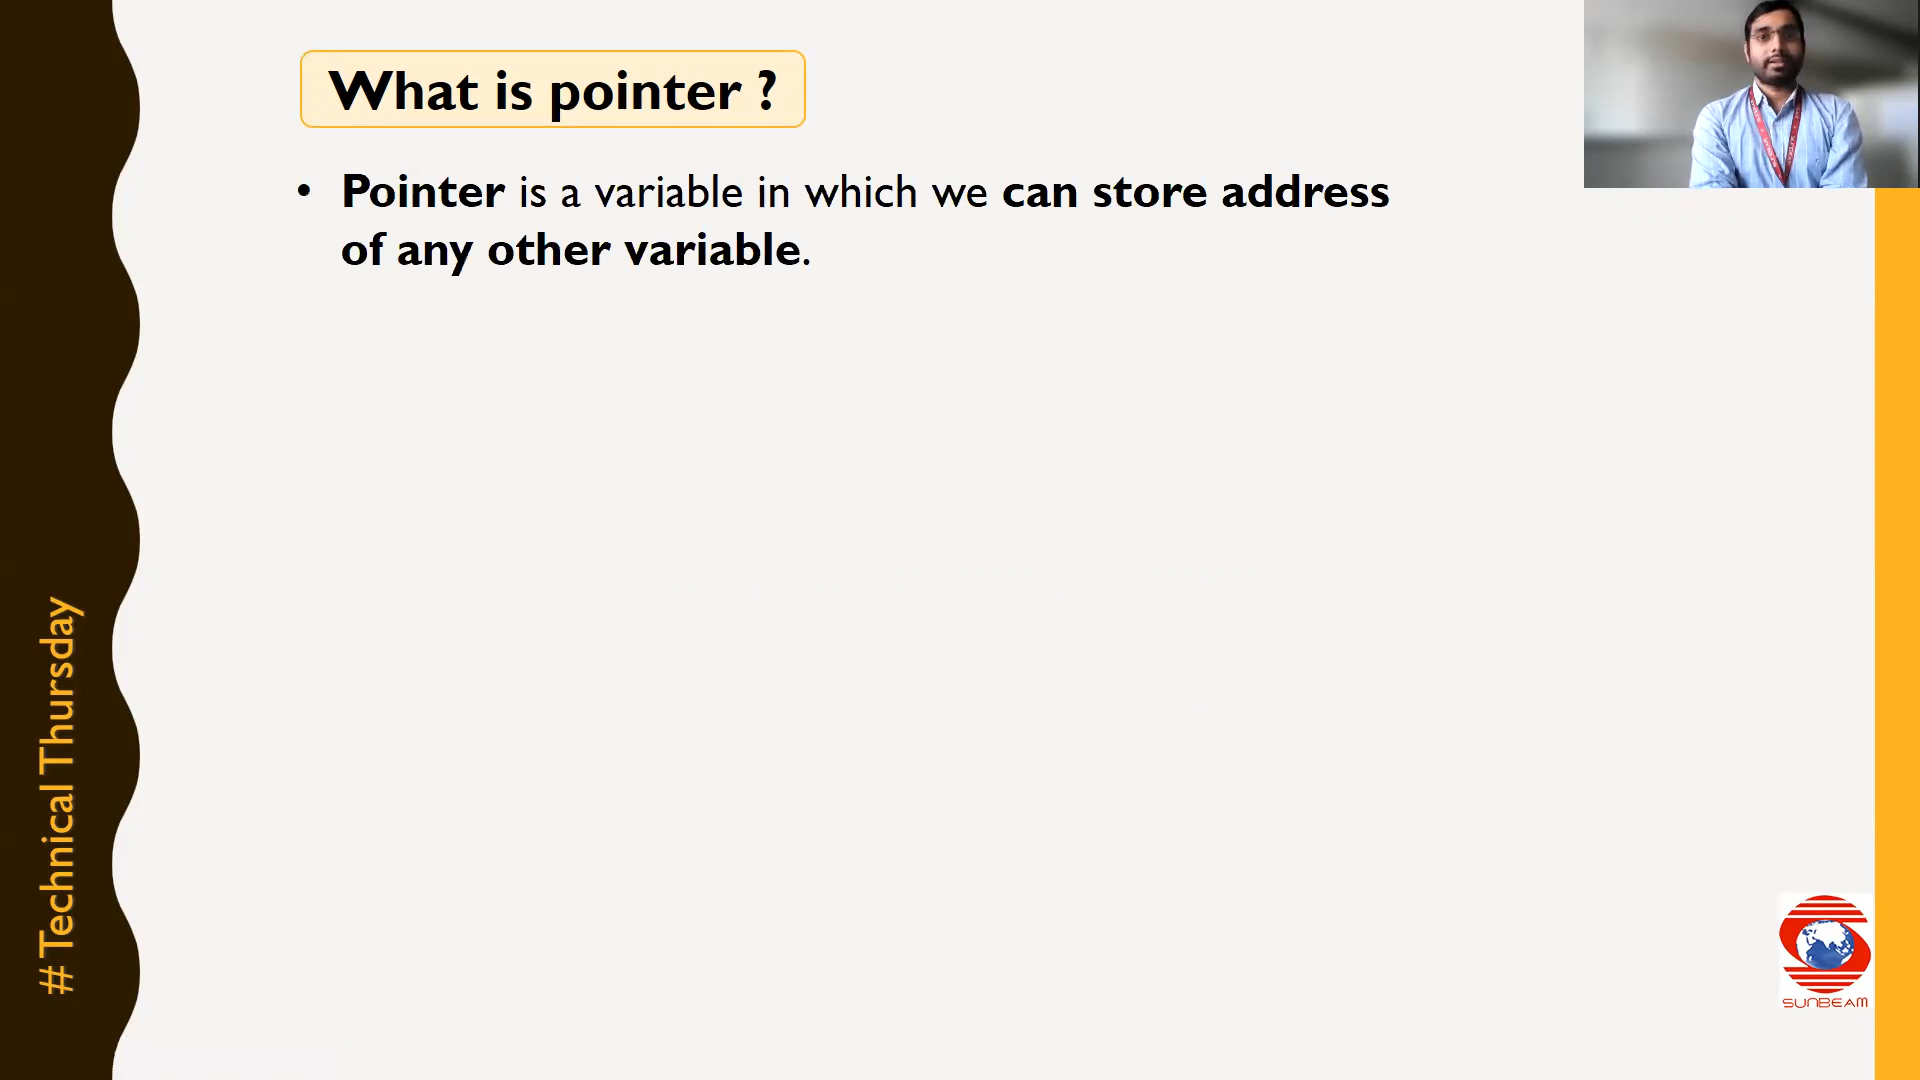 What is pointer ?
• Pointer is a variable in which we can store address
of any other variable.
# Technical Thursday
SUNBEAM